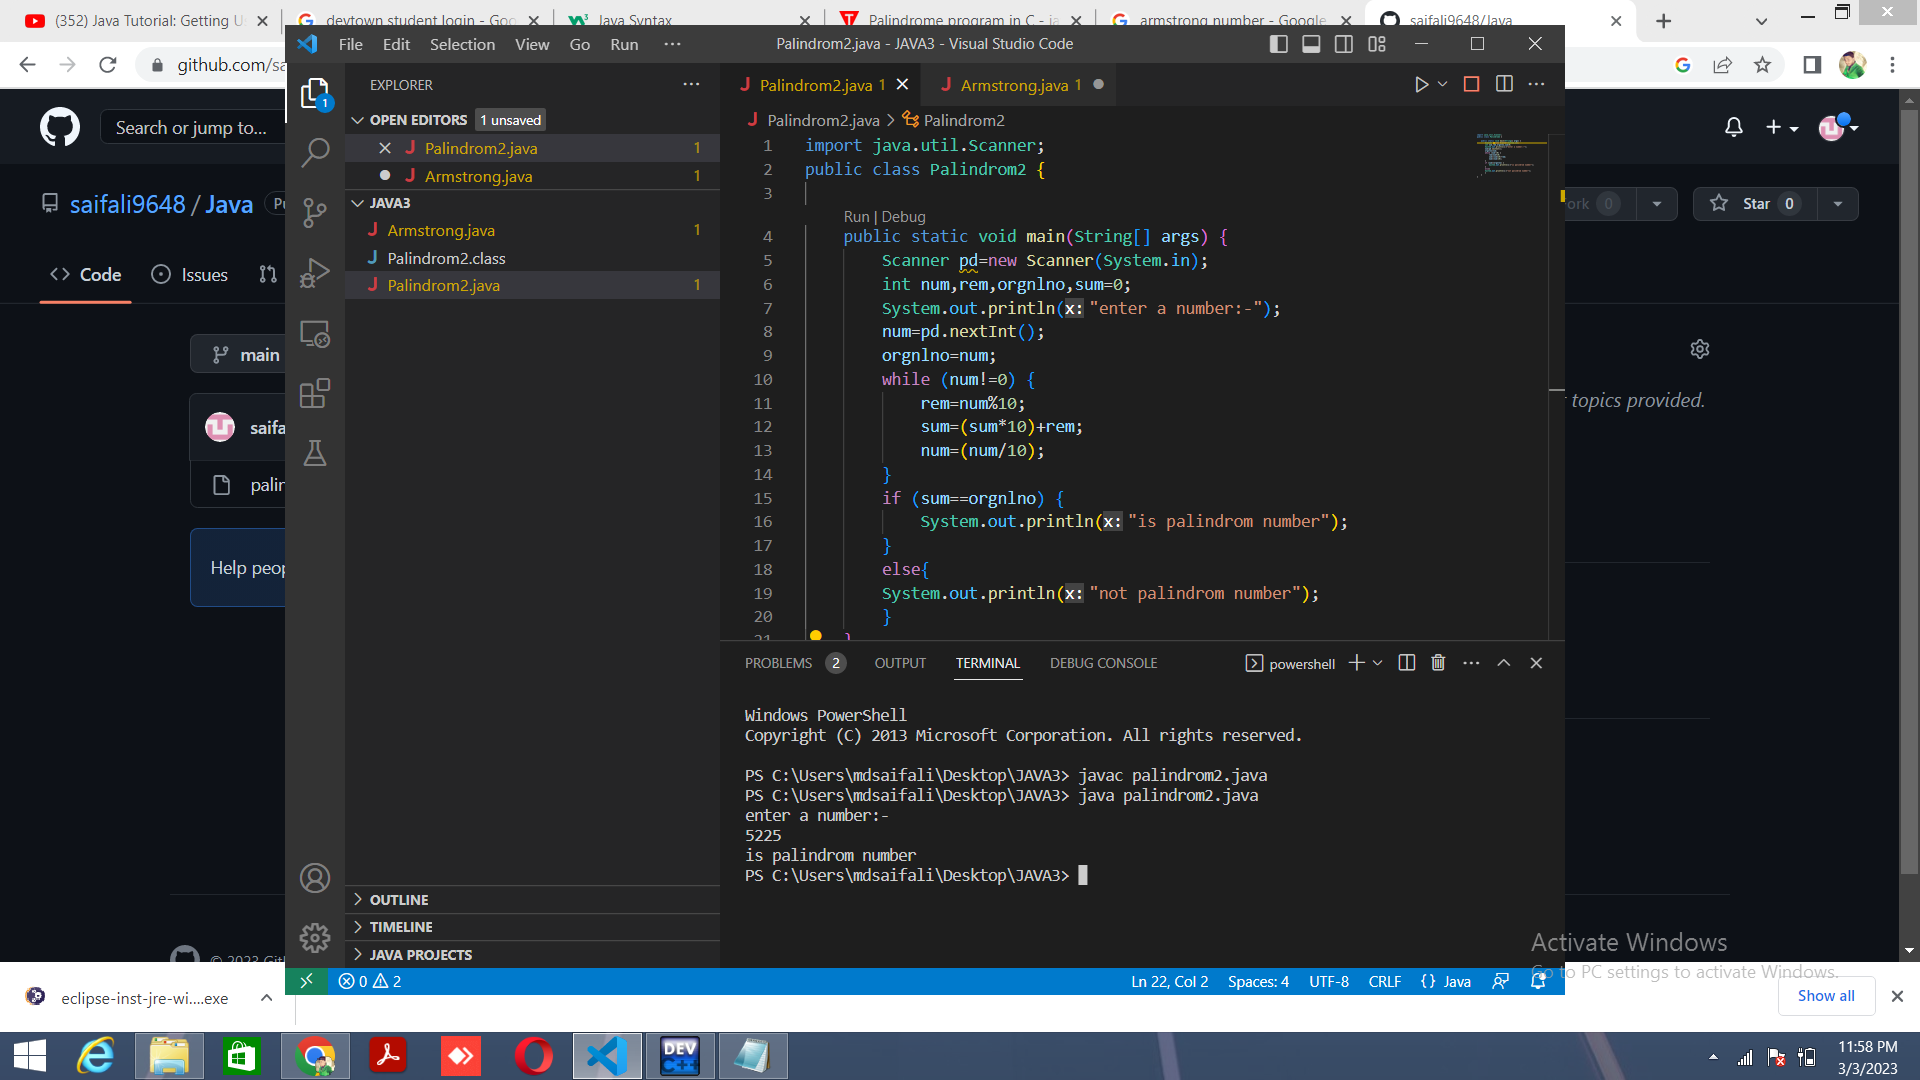 (352) Java Tutorial: Getting U
devtown student login - Goo
Java Syntax
Palindrome program in C - ja
armstrong number - Google
saifali9648/Java
github.com/sa
File Edit Selection View Go Run ...
Palindrom2.java - JAVA3 - Visual Studio Code
Search or jump to...
saifali9648 / Java
Pu
Code
Issues
ork 0
Star 0
main
saifa
palin
Help peop
topics provided.
© 2023 Git
EXPLORER
OPEN EDITORS 1 unsaved
Palindrom2.java 1
Armstrong.java 1
JAVA3
Armstrong.java 1
Palindrom2.class
Palindrom2.java 1
OUTLINE
TIMELINE
JAVA PROJECTS
Palindrom2.java 1
Armstrong.java 1
Palindrom2.java > Palindrom2
1 import java.util.Scanner;
2 public class Palindrom2 {
3
Run | Debug
4 public static void main(String[] args) {
5 Scanner pd=new Scanner(System.in);
6 int num,rem,orgnlno,sum=0;
7 System.out.println(x: "enter a number:-");
8 num=pd.nextInt();
9 orgnlno=num;
10 while (num!=0) {
11 rem=num%10;
12 sum=(sum*10)+rem;
13 num=(num/10);
14 }
15 if (sum==orgnlno) {
16 System.out.println(x: "is palindrom number");
17 }
18 else{
19 System.out.println(x: "not palindrom number");
20 }
21 }
PROBLEMS 2 OUTPUT TERMINAL DEBUG CONSOLE
powershell
Windows PowerShell
Copyright (C) 2013 Microsoft Corporation. All rights reserved.
PS C:\Users\mdsaifali\Desktop\JAVA3> javac palindrom2.java
PS C:\Users\mdsaifali\Desktop\JAVA3> java palindrom2.java
enter a number:-
5225
is palindrom number
PS C:\Users\mdsaifali\Desktop\JAVA3>
0 2
Ln 22, Col 2 Spaces: 4 UTF-8 CRLF {} Java
Activate Windows
Go to PC settings to activate Windows.
eclipse-inst-jre-wi....exe
Show all
DEV
C++
11:58 PM
3/3/2023